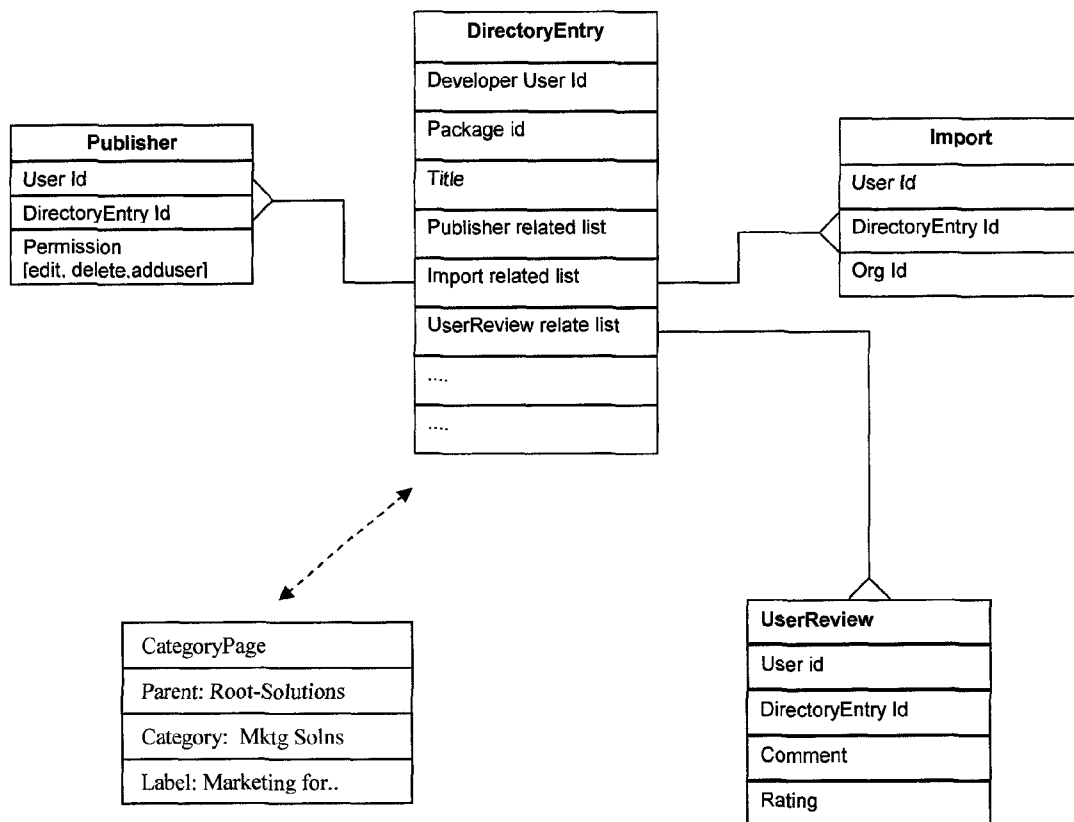 DirectoryEntry
Developer User Id
Package id
Title
Publisher related list
Import related list
UserReview relate list
....
....
Publisher
User Id
DirectoryEntry Id
Permission
[edit, delete,adduser]
Import
User Id
DirectoryEntry Id
Org Id
CategoryPage
Parent: Root-Solutions
Category: Mktg Solns
Label: Marketing for..
UserReview
User id
DirectoryEntry Id
Comment
Rating